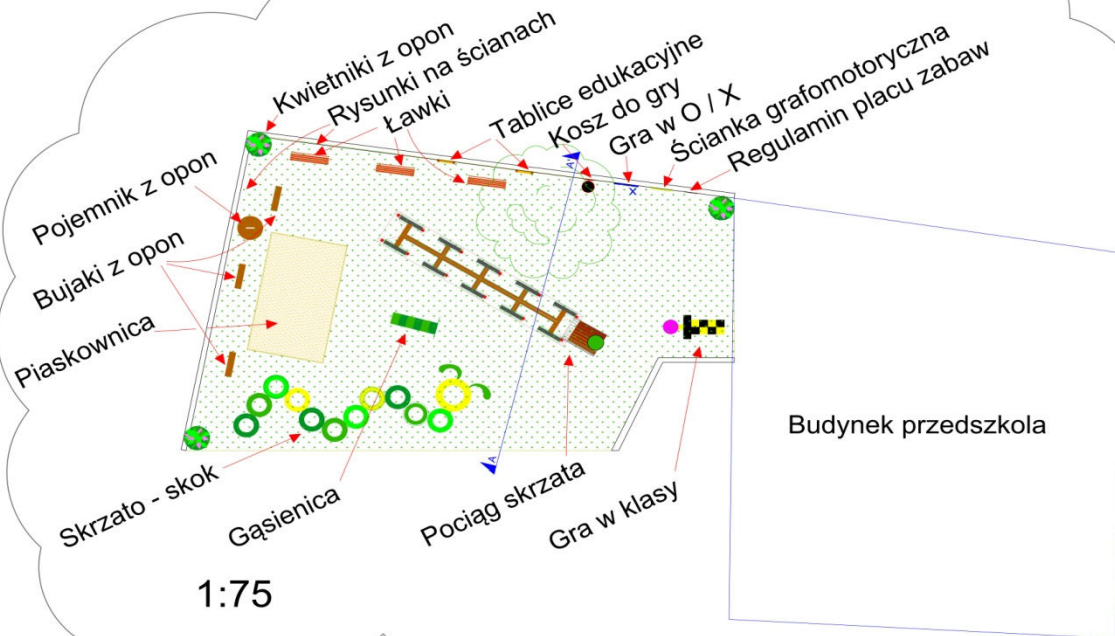 Kwietniki z opon
Rysunki na ścianach
Ławki
Tablice edukacyjne
Kosz do gry
Gra w O / X
Ścianka grafomotoryczna
Regulamin placu zabaw
Pojemnik z opon
Bujaki z opon
Piaskownica
A'
X
Budynek przedszkola
A
Skrzato - skok
Gąsienica
Pociąg skrzata
Gra w klasy
1:75